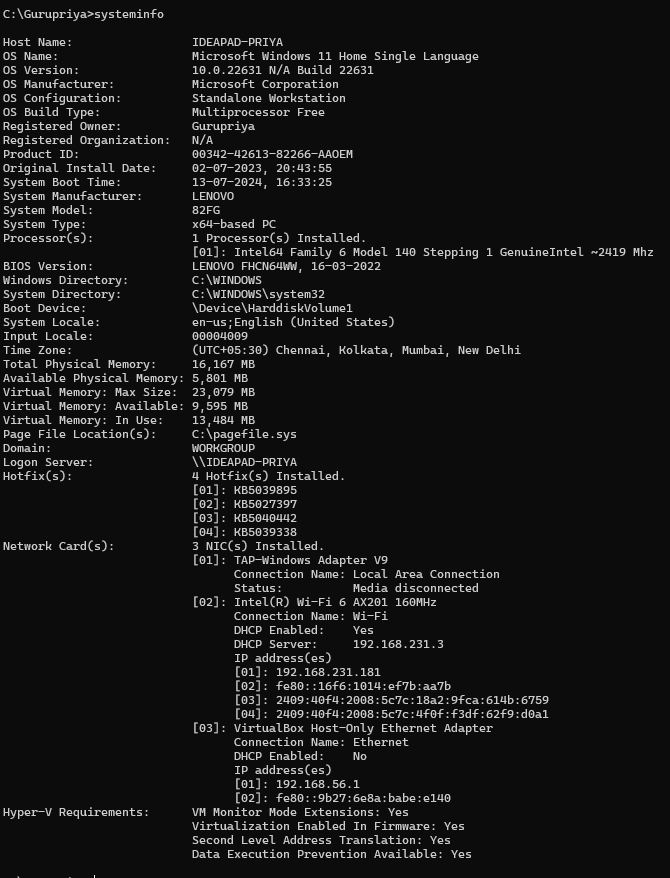 C:\Gurupriya>systeminfo
Host Name: IDEAPAD-PRIYA
OS Name: Microsoft Windows 11 Home Single Language
OS Version: 10.0.22631 N/A Build 22631
OS Manufacturer: Microsoft Corporation
OS Configuration: Standalone Workstation
OS Build Type: Multiprocessor Free
Registered Owner: Gurupriya
Registered Organization: N/A
Product ID: 00342-42613-82266-AAOEM
Original Install Date: 02-07-2023, 20:43:55
System Boot Time: 13-07-2024, 16:33:25
System Manufacturer: LENOVO
System Model: 82FG
System Type: x64-based PC
Processor(s): 1 Processor(s) Installed.
[01]: Intel64 Family 6 Model 140 Stepping 1 GenuineIntel ~2419 Mhz
BIOS Version: LENOVO FHCN64WW, 16-03-2022
Windows Directory: C:\WINDOWS
System Directory: C:\WINDOWS\system32
Boot Device: \Device\HarddiskVolume1
System Locale: en-us;English (United States)
Input Locale: 00004009
Time Zone: (UTC+05:30) Chennai, Kolkata, Mumbai, New Delhi
Total Physical Memory: 16,167 MB
Available Physical Memory: 5,801 MB
Virtual Memory: Max Size: 23,079 MB
Virtual Memory: Available: 9,595 MB
Virtual Memory: In Use: 13,484 MB
Page File Location(s): C:\pagefile.sys
Domain: WORKGROUP
Logon Server: \\IDEAPAD-PRIYA
Hotfix(s): 4 Hotfix(s) Installed.
[01]: KB5039895
[02]: KB5027397
[03]: KB5040442
[04]: KB5039338
Network Card(s): 3 NIC(s) Installed.
[01]: TAP-Windows Adapter V9
Connection Name: Local Area Connection
Status: Media disconnected
[02]: Intel(R) Wi-Fi 6 AX201 160MHz
Connection Name: Wi-Fi
DHCP Enabled: Yes
DHCP Server: 192.168.231.3
IP address(es)
[01]: 192.168.231.181
[02]: fe80::16f6:1014:ef7b:aa7b
[03]: 2409:40f4:2008:5c7c:18a2:9fca:614b:6759
[04]: 2409:40f4:2008:5c7c:4f0f:f3df:62f9:d0a1
[03]: VirtualBox Host-Only Ethernet Adapter
Connection Name: Ethernet
DHCP Enabled: No
IP address(es)
[01]: 192.168.56.1
[02]: fe80::9b27:6e8a:babe:e140
Hyper-V Requirements: VM Monitor Mode Extensions: Yes
Virtualization Enabled In Firmware: Yes
Second Level Address Translation: Yes
Data Execution Prevention Available: Yes